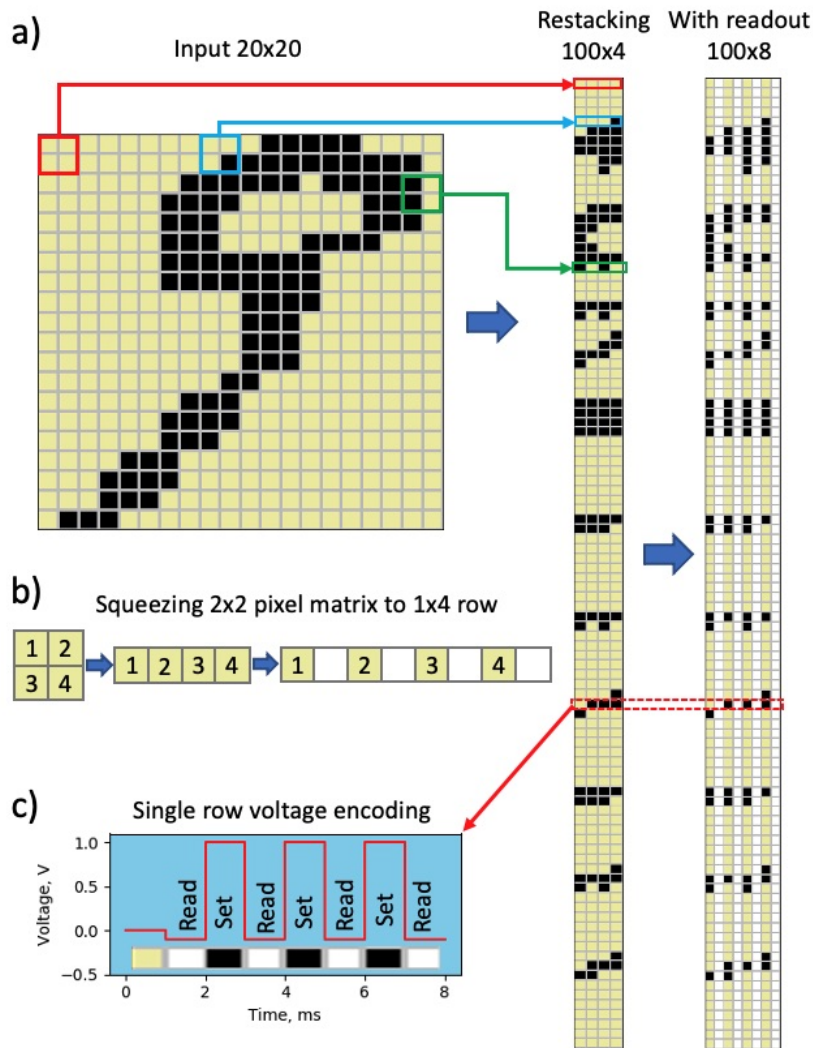 a)
Input 20x20
Restacking
100x4
With readout
100x8
b)
Squeezing 2x2 pixel matrix to 1x4 row
1 2
3 4
1 2 3 4
1 2 3 4
c)
Single row voltage encoding
Voltage, V
1.0
0.5
0.0
−0.5
Read Set Read Set Read Set Read
0 2 4 6 8
Time, ms